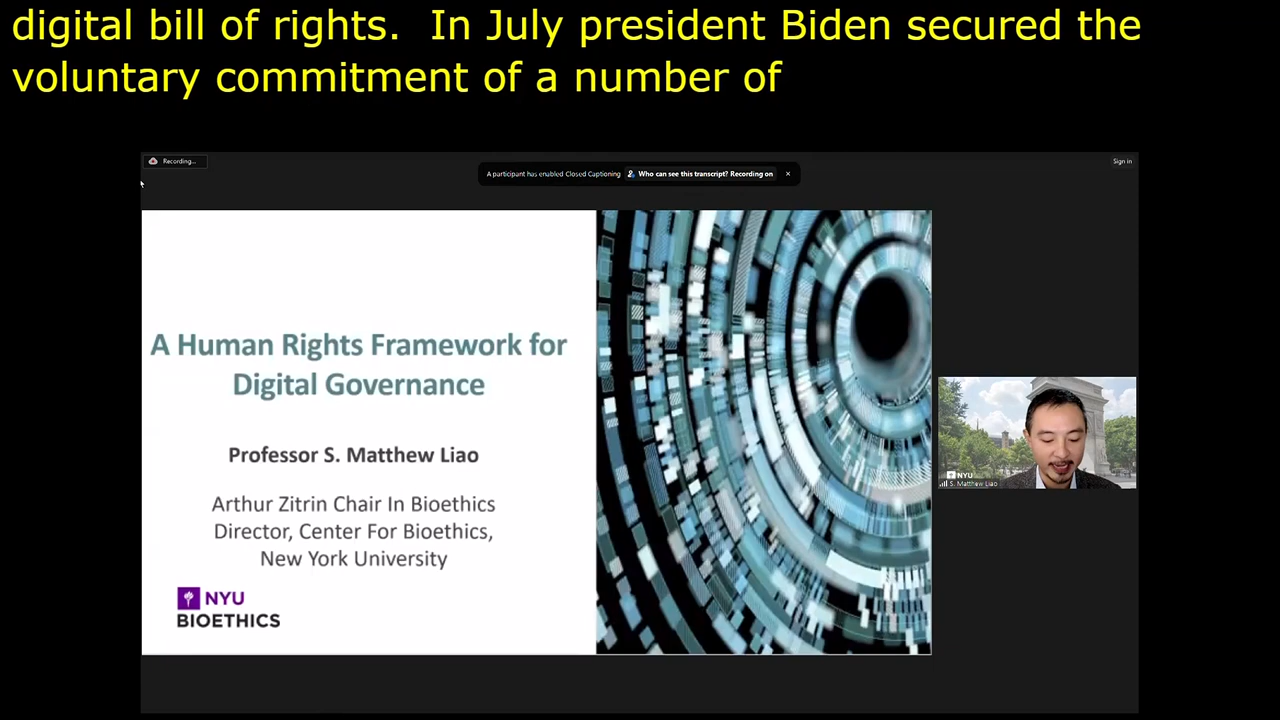 digital bill of rights.  In July president Biden secured the
voluntary commitment of a number of
Recording...
A participant has enabled Closed Captioning Who can see this transcript? Recording on
Sign in
A Human Rights Framework for
Digital Governance
Professor S. Matthew Liao
Arthur Zitrin Chair In Bioethics
Director, Center For Bioethics,
New York University
NYU
BIOETHICS
NYU
S. Matthew Liao